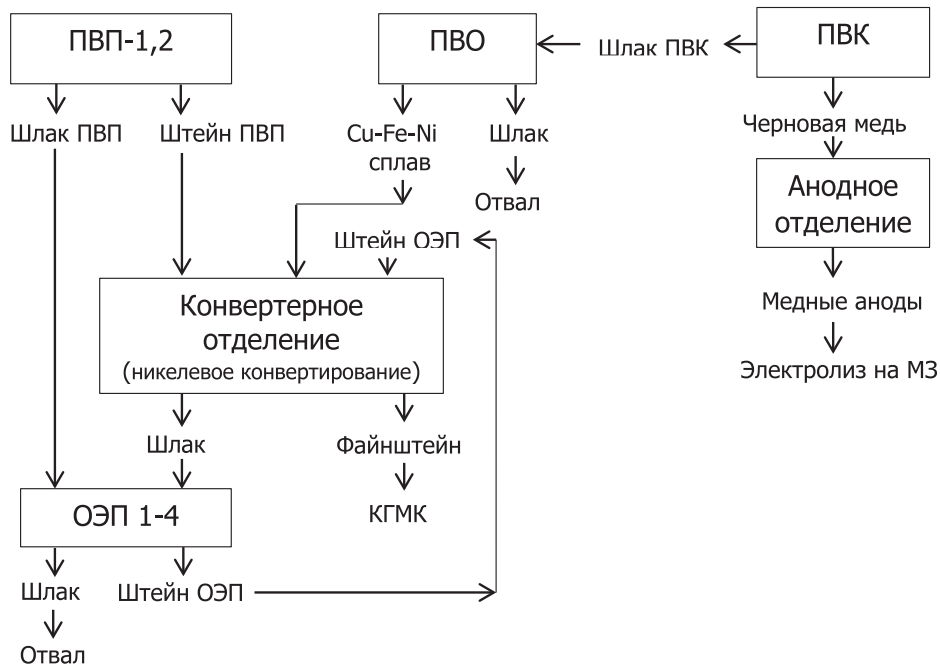 ПВП-1,2
ПВО
Шлак ПВК
ПВК
Шлак ПВП
Штейн ПВП
Cu-Fe-Ni
сплав
Шлак
Черновая медь
Отвал
Анодное
отделение
Штейн ОЭП
Конвертерное
отделение
(никелевое конвертирование)
Медные аноды
Электролиз на МЗ
Шлак
Файнштейн
ОЭП 1-4
КГМК
Шлак
Штейн ОЭП
Отвал